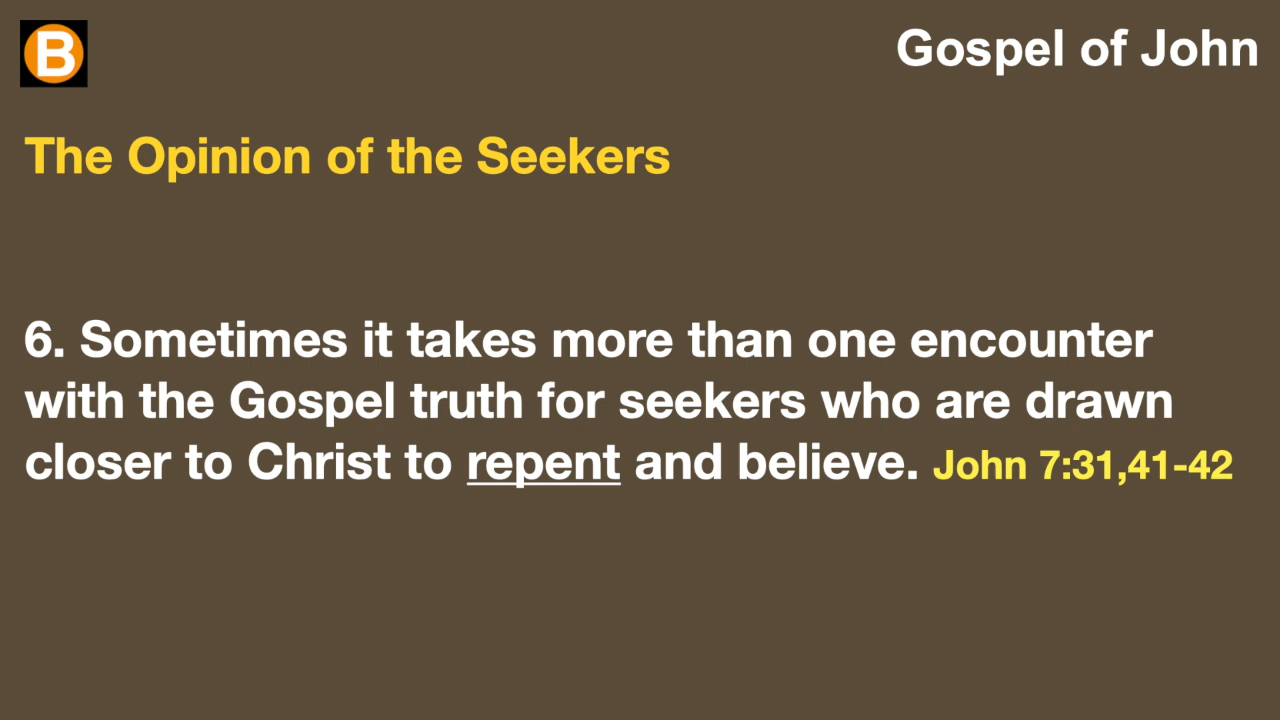 B
Gospel of John
The Opinion of the Seekers
6. Sometimes it takes more than one encounter
with the Gospel truth for seekers who are drawn
closer to Christ to repent and believe. John 7:31,41-42